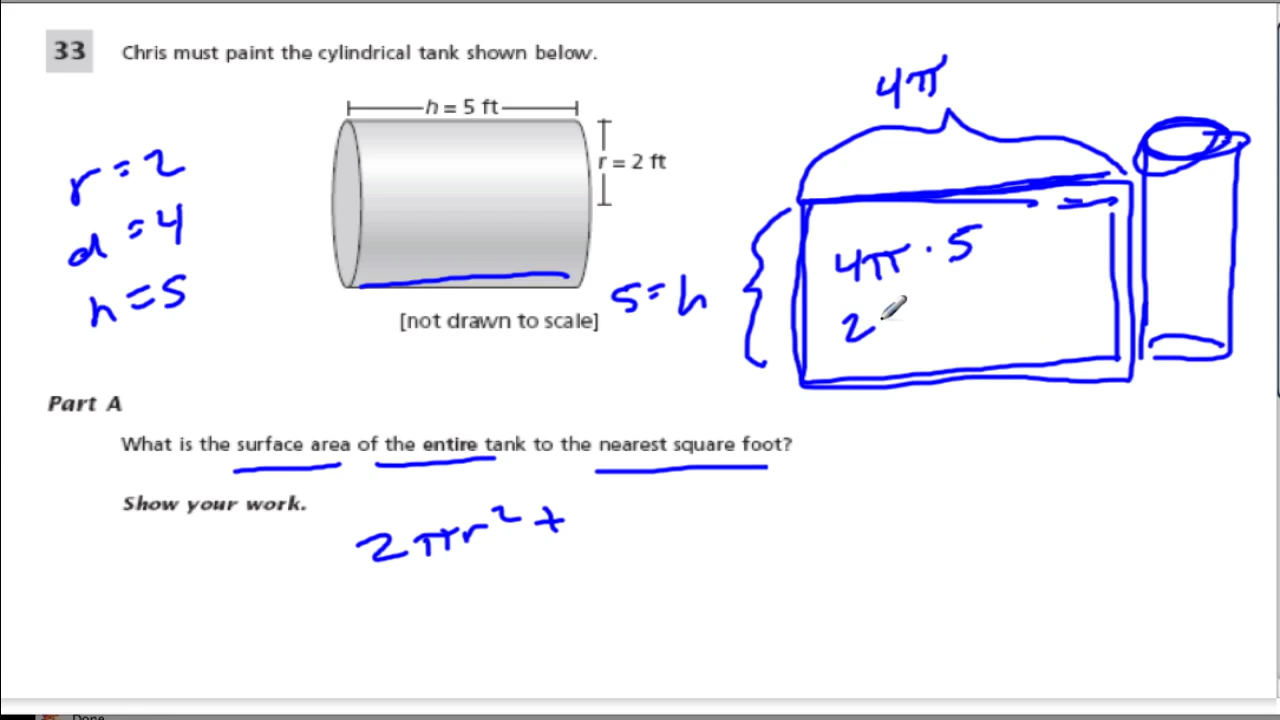 33 Chris must paint the cylindrical tank shown below.
4π
h = 5 ft
r = 2 ft
r = 2
d = 4
h = 5
4π · 5
5 = h
2
[not drawn to scale]
Part A
What is the surface area of the entire tank to the nearest square foot?
Show your work.
2πr² +
Done